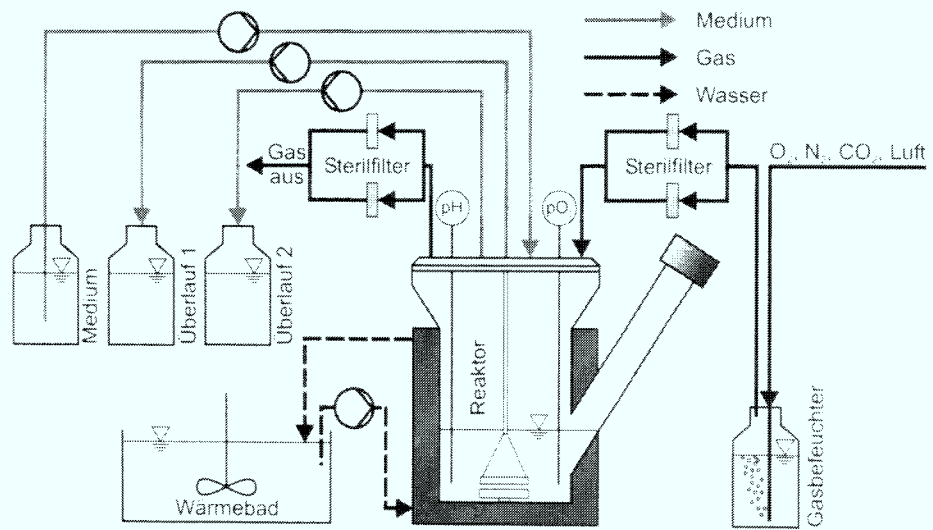 Medium
Gas
Wasser
O₂, N₂, CO₂, Luft
Gas
aus
Sterilfilter
Sterilfilter
pH
pO
Medium
Überlauf 1
Überlauf 2
Reaktor
Wärmebad
Gasbefeuchter